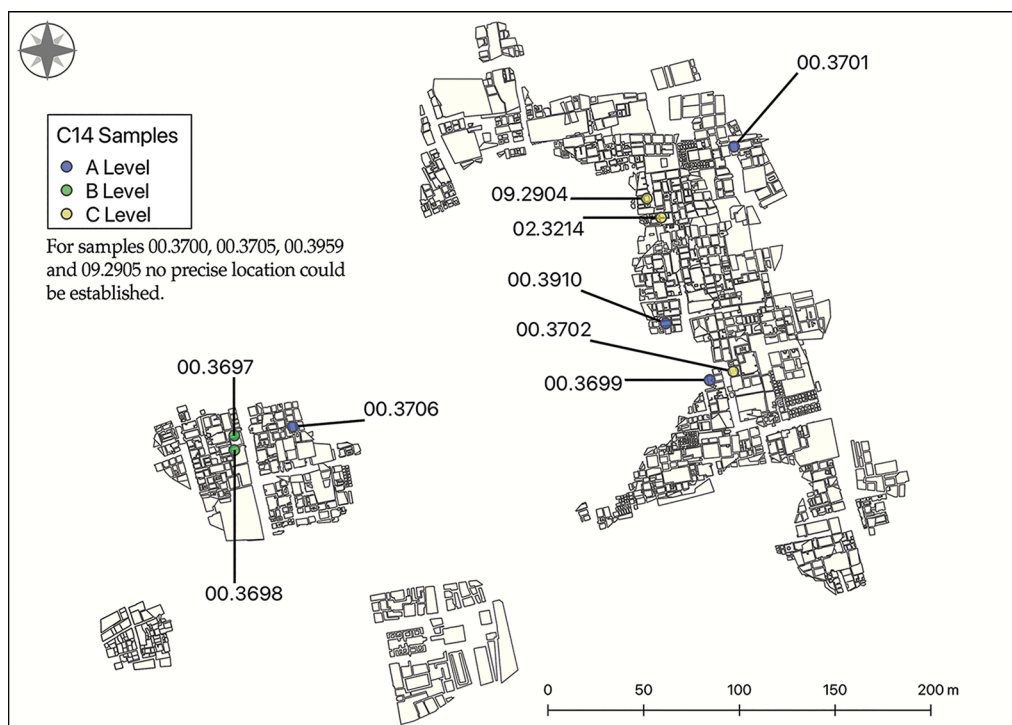 00.3701
C14 Samples
A Level
B Level
C Level
For samples 00.3700, 00.3705, 00.3959
and 09.2905 no precise location could
be established.
09.2904
02.3214
00.3910
00.3702
00.3699
00.3697
00.3706
00.3698
0 50 100 150 200 m